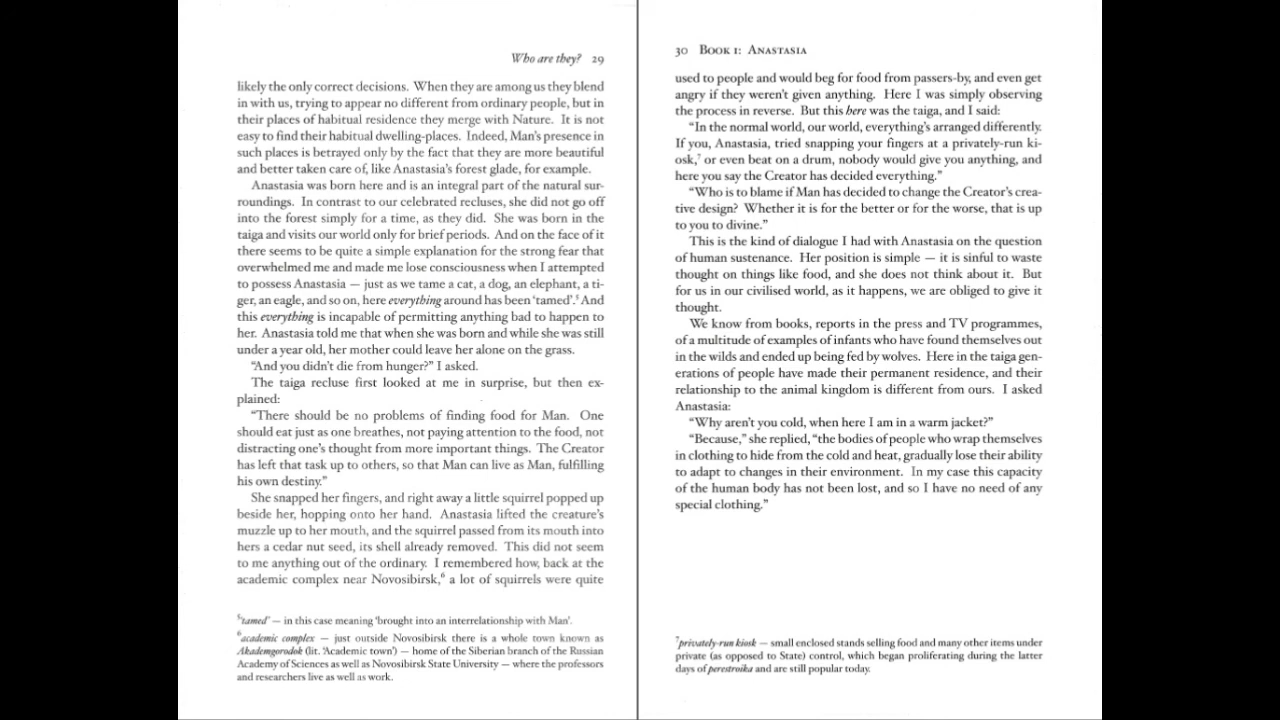 Who are they? 29
likely the only correct decisions. When they are among us they blend
in with us, trying to appear no different from ordinary people, but in
their places of habitual residence they merge with Nature. It is not
easy to find their habitual dwelling-places. Indeed, Man's presence in
such places is betrayed only by the fact that they are more beautiful
and better taken care of, like Anastasia's forest glade, for example.
Anastasia was born here and is an integral part of the natural sur-
roundings. In contrast to our celebrated recluses, she did not go off
into the forest simply for a time, as they did. She was born in the
taiga and visits our world only for brief periods. And on the face of it
there seems to be quite a simple explanation for the strong fear that
overwhelmed me and made me lose consciousness when I attempted
to possess Anastasia — just as we tame a cat, a dog, an elephant, a ti-
ger, an eagle, and so on, here everything around has been ‘tamed’.⁵ And
this everything is incapable of permitting anything bad to happen to
her. Anastasia told me that when she was born and while she was still
under a year old, her mother could leave her alone on the grass.
“And you didn't die from hunger?” I asked.
The taiga recluse first looked at me in surprise, but then ex-
plained:
“There should be no problems of finding food for Man. One
should eat just as one breathes, not paying attention to the food, not
distracting one's thought from more important things. The Creator
has left that task up to others, so that Man can live as Man, fulfilling
his own destiny.”
She snapped her fingers, and right away a little squirrel popped up
beside her, hopping onto her hand. Anastasia lifted the creature's
muzzle up to her mouth, and the squirrel passed from its mouth into
hers a cedar nut seed, its shell already removed. This did not seem
to me anything out of the ordinary. I remembered how, back at the
academic complex near Novosibirsk,⁶ a lot of squirrels were quite
⁵‘tamed’ — in this case meaning ‘brought into an interrelationship with Man’.
⁶academic complex — just outside Novosibirsk there is a whole town known as
Akademgorodok (lit. ‘Academic town’) — home of the Siberian branch of the Russian
Academy of Sciences as well as Novosibirsk State University — where the professors
and researchers live as well as work.
30 BOOK 1: ANASTASIA
used to people and would beg for food from passers-by, and even get
angry if they weren't given anything. Here I was simply observing
the process in reverse. But this here was the taiga, and I said:
“In the normal world, our world, everything's arranged differently.
If you, Anastasia, tried snapping your fingers at a privately-run ki-
osk,⁷ or even beat on a drum, nobody would give you anything, and
here you say the Creator has decided everything.”
“Who is to blame if Man has decided to change the Creator's crea-
tive design? Whether it is for the better or for the worse, that is up
to you to divine.”
This is the kind of dialogue I had with Anastasia on the question
of human sustenance. Her position is simple — it is sinful to waste
thought on things like food, and she does not think about it. But
for us in our civilised world, as it happens, we are obliged to give it
thought.
We know from books, reports in the press and TV programmes,
of a multitude of examples of infants who have found themselves out
in the wilds and ended up being fed by wolves. Here in the taiga gen-
erations of people have made their permanent residence, and their
relationship to the animal kingdom is different from ours. I asked
Anastasia:
“Why aren't you cold, when here I am in a warm jacket?”
“Because,” she replied, “the bodies of people who wrap themselves
in clothing to hide from the cold and heat, gradually lose their ability
to adapt to changes in their environment. In my case this capacity
of the human body has not been lost, and so I have no need of any
special clothing.”
⁷privately-run kiosk — small enclosed stands selling food and many other items under
private (as opposed to State) control, which began proliferating during the latter
days of perestroika and are still popular today.